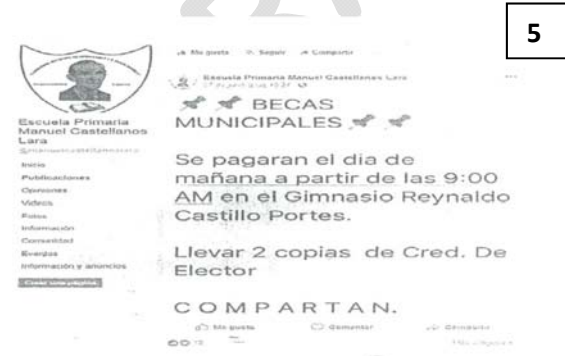 5
Me gusta Seguir Compartir
Escuela Primaria Manuel Castellanos Lara
📌 📌 BECAS
MUNICIPALES 📌 📌
Se pagaran el dia de
mañana a partir de las 9:00
AM en el Gimnasio Reynaldo
Castillo Portes.
Llevar 2 copias de Cred. De
Elector
COMPARTAN.
Me gusta Comentar Compartir
Escuela Primaria
Manuel Castellanos
Lara
Inicio
Publicaciones
Opiniones
Videos
Fotos
Información
Comunidad
Eventos
Información y anuncios
Crear una página